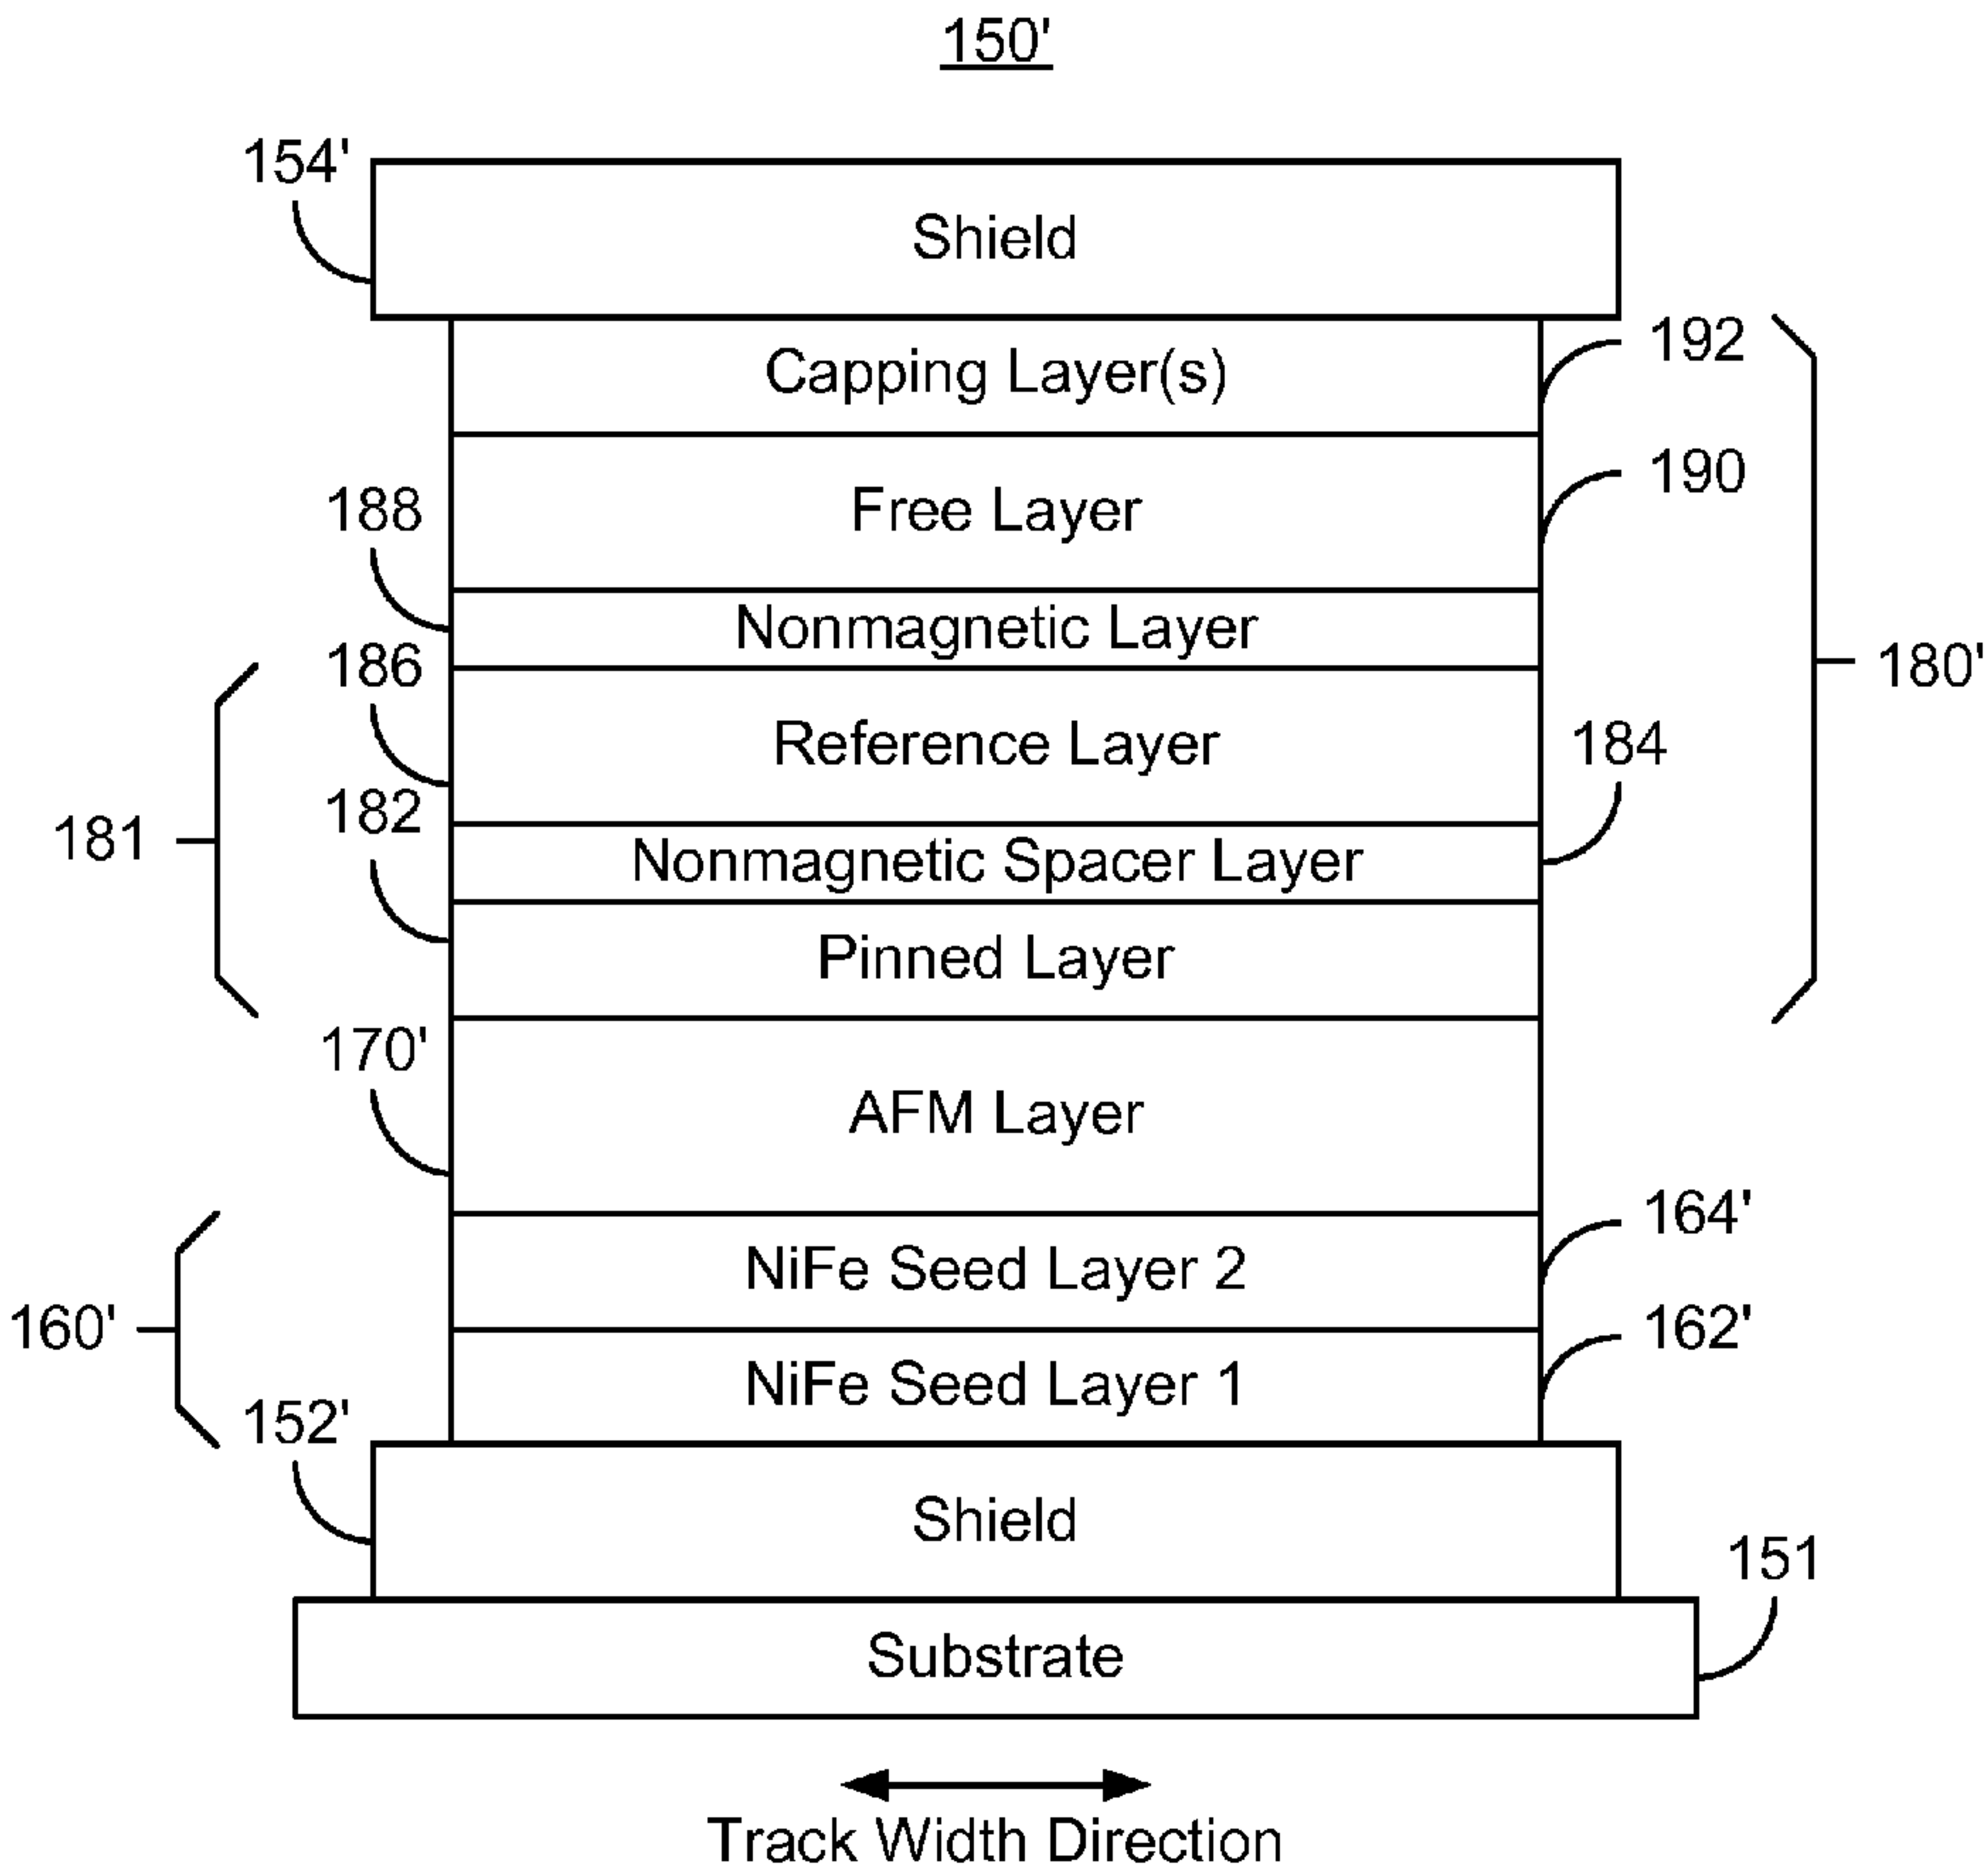 150'
154'
Shield
192
Capping Layer(s)
190
188
Free Layer
Nonmagnetic Layer
186
180'
Reference Layer
184
182
181
Nonmagnetic Spacer Layer
Pinned Layer
170'
AFM Layer
164'
NiFe Seed Layer 2
160'
162'
NiFe Seed Layer 1
152'
Shield
151
Substrate
Track Width Direction